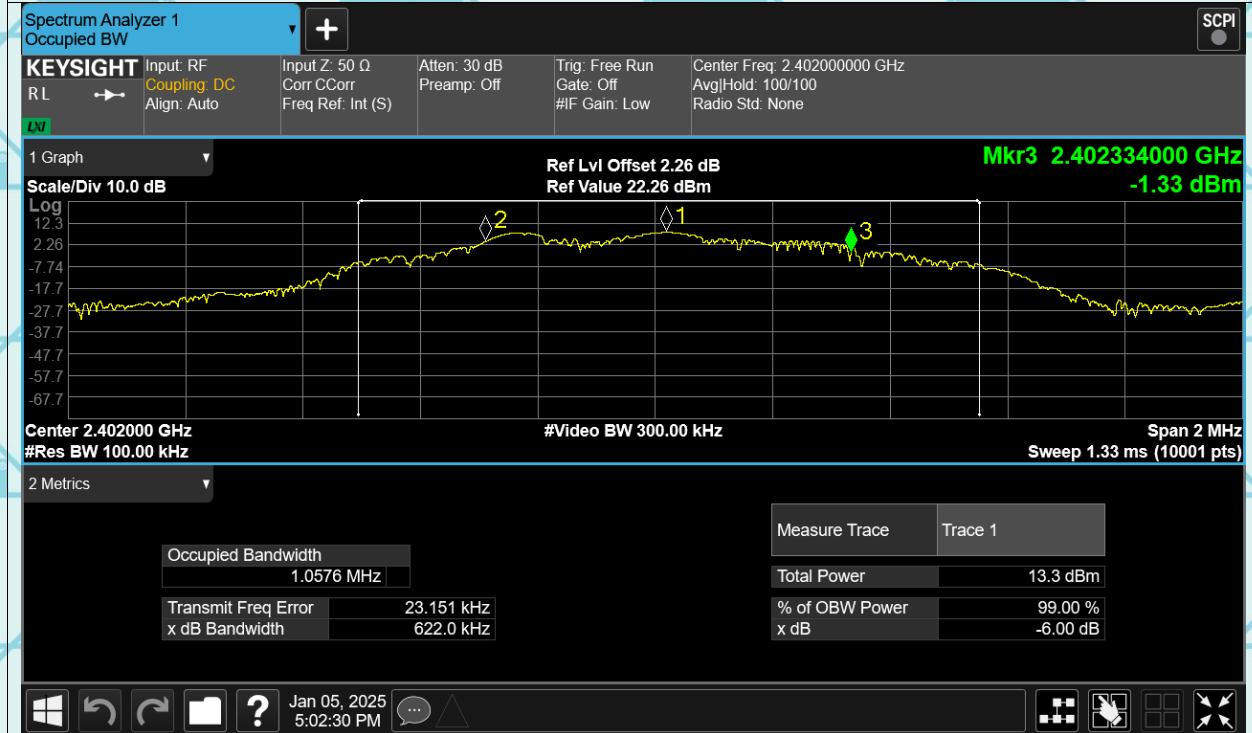 Spectrum Analyzer 1
Occupied BW
SCPI
KEYSIGHT
R L
LXI
Input: RF
Coupling: DC
Align: Auto
Input Z: 50 Ω
Corr CCorr
Freq Ref: Int (S)
Atten: 30 dB
Preamp: Off
Trig: Free Run
Gate: Off
#IF Gain: Low
Center Freq: 2.402000000 GHz
Avg|Hold: 100/100
Radio Std: None
1 Graph
Scale/Div 10.0 dB
Ref Lvl Offset 2.26 dB
Ref Value 22.26 dBm
Mkr3 2.402334000 GHz
-1.33 dBm
Log
12.3
2.26
-7.74
-17.7
-27.7
-37.7
-47.7
-57.7
-67.7
2
1
3
Center 2.402000 GHz
#Video BW 300.00 kHz
Span 2 MHz
#Res BW 100.00 kHz
Sweep 1.33 ms (10001 pts)
2 Metrics
Occupied Bandwidth
1.0576 MHz
Transmit Freq Error 23.151 kHz
x dB Bandwidth 622.0 kHz
Measure Trace Trace 1
Total Power 13.3 dBm
% of OBW Power 99.00 %
x dB -6.00 dB
?
Jan 05, 2025
5:02:30 PM